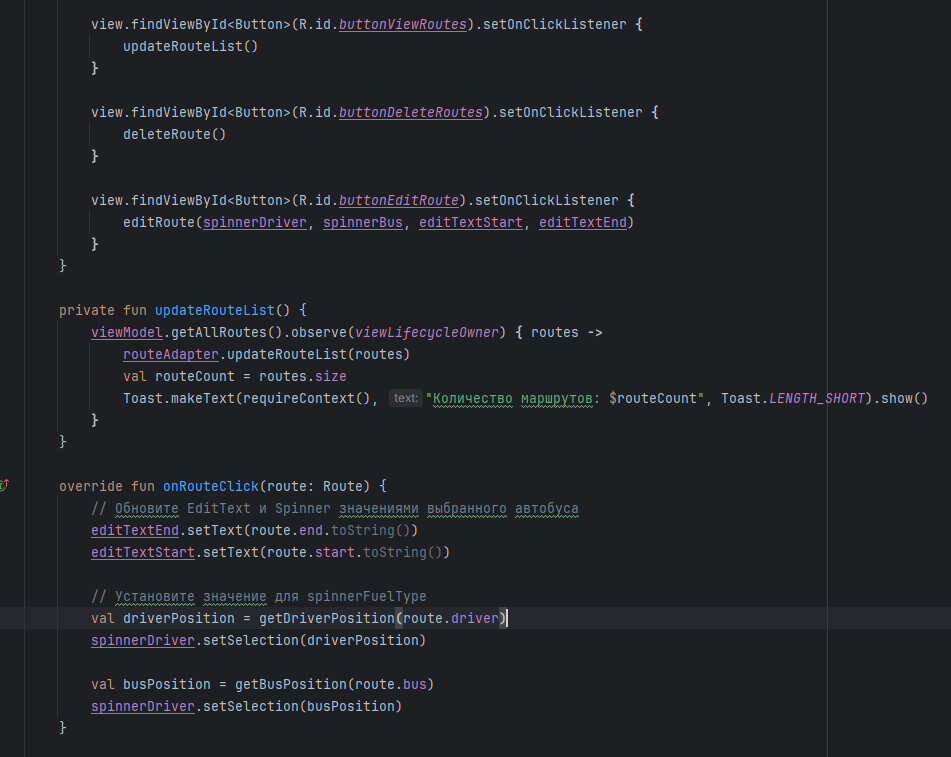 view.findViewById<Button>(R.id.buttonViewRoutes).setOnClickListener {
updateRouteList()
}
view.findViewById<Button>(R.id.buttonDeleteRoutes).setOnClickListener {
deleteRoute()
}
view.findViewById<Button>(R.id.buttonEditRoute).setOnClickListener {
editRoute(spinnerDriver, spinnerBus, editTextStart, editTextEnd)
}
}
private fun updateRouteList() {
viewModel.getAllRoutes().observe(viewLifecycleOwner) { routes ->
routeAdapter.updateRouteList(routes)
val routeCount = routes.size
Toast.makeText(requireContext(), text: "Количество маршрутов: $routeCount", Toast.LENGTH_SHORT).show()
}
}
override fun onRouteClick(route: Route) {
// Обновите EditText и Spinner значениями выбранного автобуса
editTextEnd.setText(route.end.toString())
editTextStart.setText(route.start.toString())
// Установите значение для spinnerFuelType
val driverPosition = getDriverPosition(route.driver)
spinnerDriver.setSelection(driverPosition)
val busPosition = getBusPosition(route.bus)
spinnerDriver.setSelection(busPosition)
}